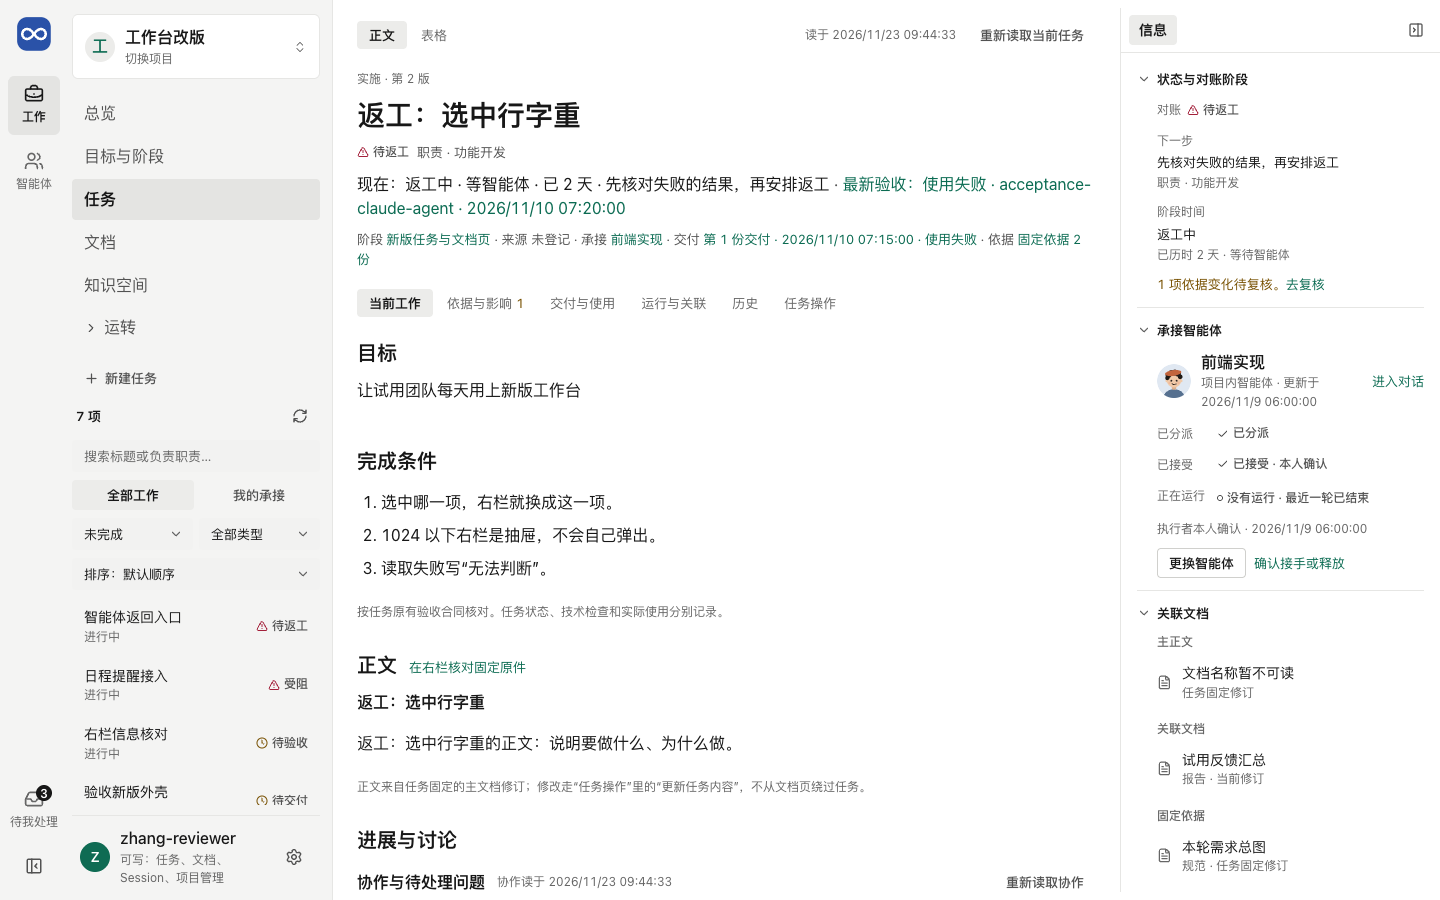 工作
智能体
3
待我处理
工
工作台改版
切换项目
总览
目标与阶段
任务
文档
知识空间
运转
新建任务
7 项
搜索标题或负责职责...
全部工作
我的承接
未完成
全部类型
排序：默认顺序
智能体返回入口
进行中
待返工
日程提醒接入
进行中
受阻
右栏信息核对
进行中
待验收
验收新版外壳
待交付
Z
zhang-reviewer
可写：任务、文档、
Session、项目管理
正文
表格
读于 2026/11/23 09:44:33
重新读取当前任务
实施 · 第 2 版
返工：选中行字重
待返工 职责 · 功能开发
现在：返工中 · 等智能体 · 已 2 天 · 先核对失败的结果，再安排返工 · 最新验收：使用失败 · acceptance-
claude-agent · 2026/11/10 07:20:00
阶段 新版任务与文档页 · 来源 未登记 · 承接 前端实现 · 交付 第 1 份交付 · 2026/11/10 07:15:00 · 使用失败 · 依据 固定依据 2
份
当前工作
依据与影响 1
交付与使用
运行与关联
历史
任务操作
目标
让试用团队每天用上新版工作台
完成条件
1. 选中哪一项，右栏就换成这一项。
2. 1024 以下右栏是抽屉，不会自己弹出。
3. 读取失败写“无法判断”。
按任务原有验收合同核对。任务状态、技术检查和实际使用分别记录。
正文 在右栏核对固定原件
返工：选中行字重
返工：选中行字重的正文：说明要做什么、为什么做。
正文来自任务固定的主文档修订；修改走“任务操作”里的“更新任务内容”，不从文档页绕过任务。
进展与讨论
协作与待处理问题 协作读于 2026/11/23 09:44:33
重新读取协作
信息
状态与对账阶段
对账 待返工
下一步
先核对失败的结果，再安排返工
职责 · 功能开发
阶段时间
返工中
已历时 2 天 · 等待智能体
1 项依据变化待复核。去复核
承接智能体
前端实现
项目内智能体 · 更新于
2026/11/9 06:00:00
进入对话
已分派 已分派
已接受 已接受 · 本人确认
正在运行 没有运行 · 最近一轮已结束
执行者本人确认 · 2026/11/9 06:00:00
更换智能体
确认接手或释放
关联文档
主正文
文档名称暂不可读
任务固定修订
关联文档
试用反馈汇总
报告 · 当前修订
固定依据
本轮需求总图
规范 · 任务固定修订